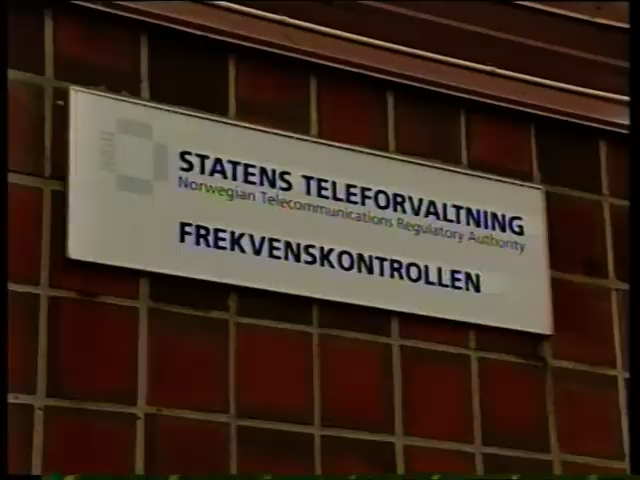 STATENS TELEFORVALTNING
Norwegian Telecommunications Regulatory Authority
FREKVENSKONTROLLEN